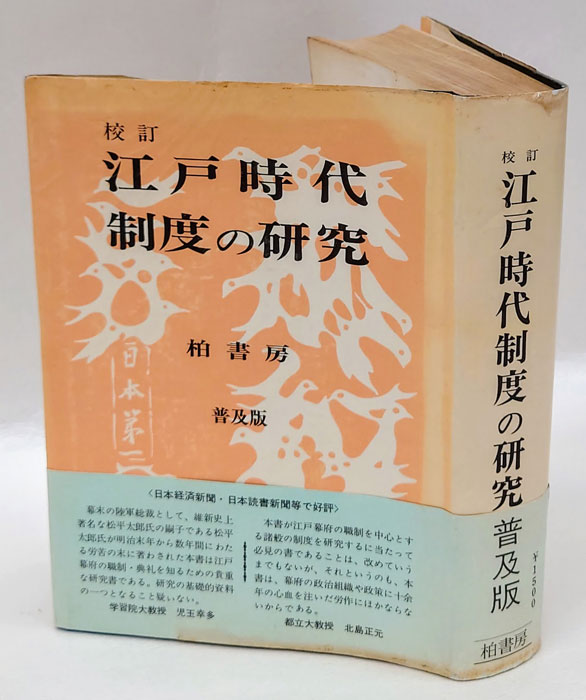 校訂
江戸時代
制度の研究
柏書房
普及版
日本第一
〈日本経済新聞・日本読書新聞等で好評〉
幕末の陸軍総裁として、維新史上
著名な松平太郎氏の嗣子である松平
太郎氏が明治末年から数年間にわた
る労苦の末に著わされた本書は江戸
幕府の職制・典礼を知るための貴重
な研究書である。研究の基礎的資料
の一つとなること疑いない。
学習院大教授 児玉幸多
本書が江戸幕府の職制を中心とす
る諸般の制度を研究するに当たって
必見の書であることは、改めていう
までもないが、それというのも、本
書は、幕府の政治組織や政策に十余
年の心血を注いだ労作にほかならな
いからである。
都立大教授 北島正元
校訂
江戸時代制度の研究
普及版
¥1500
柏書房